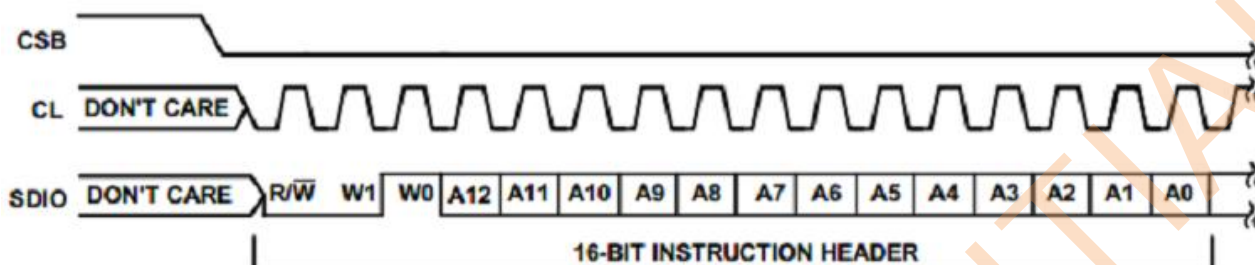 CSB
CL DON'T CARE
SDIO DON'T CARE R/W̅ W1 W0 A12 A11 A10 A9 A8 A7 A6 A5 A4 A3 A2 A1 A0
16-BIT INSTRUCTION HEADER